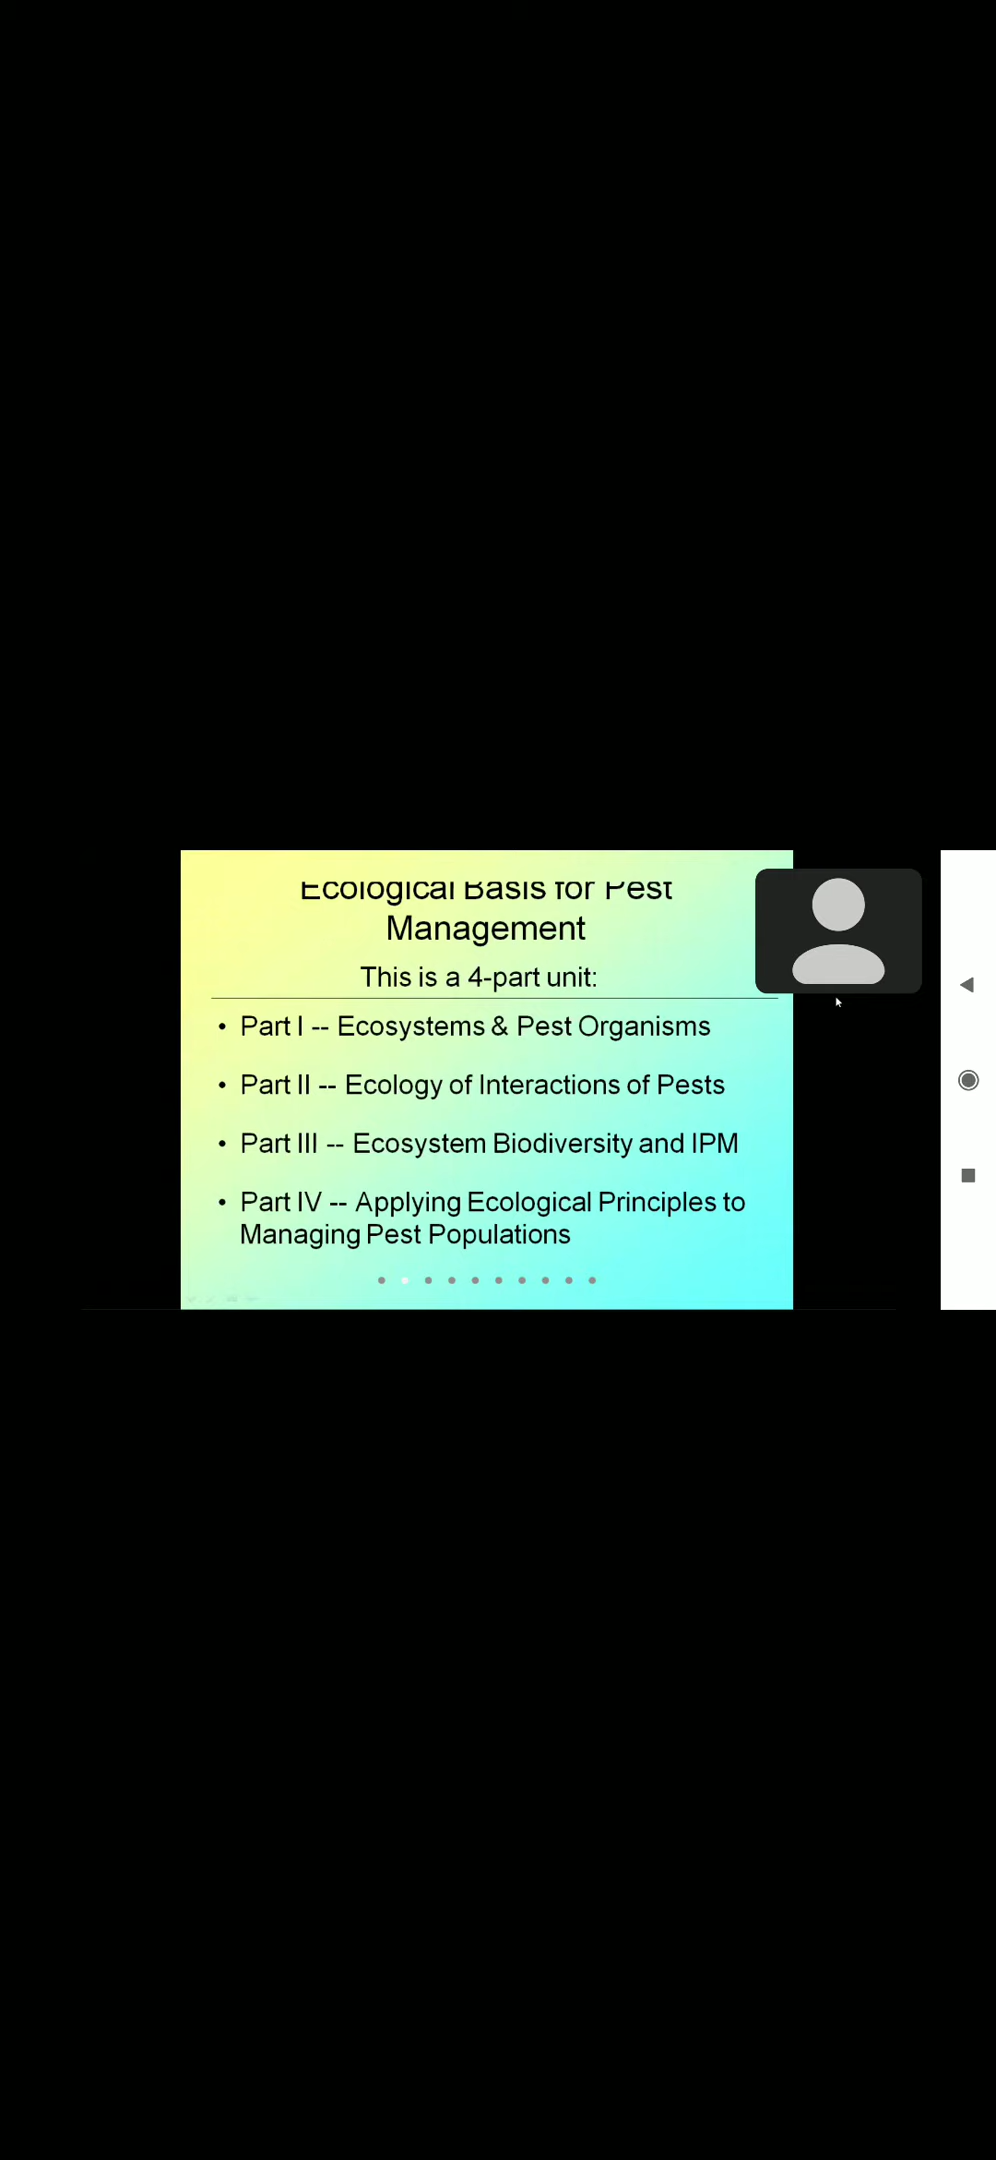 Ecological Basis for Pest
Management
This is a 4-part unit:
• Part I -- Ecosystems & Pest Organisms
• Part II -- Ecology of Interactions of Pests
• Part III -- Ecosystem Biodiversity and IPM
• Part IV -- Applying Ecological Principles to
Managing Pest Populations